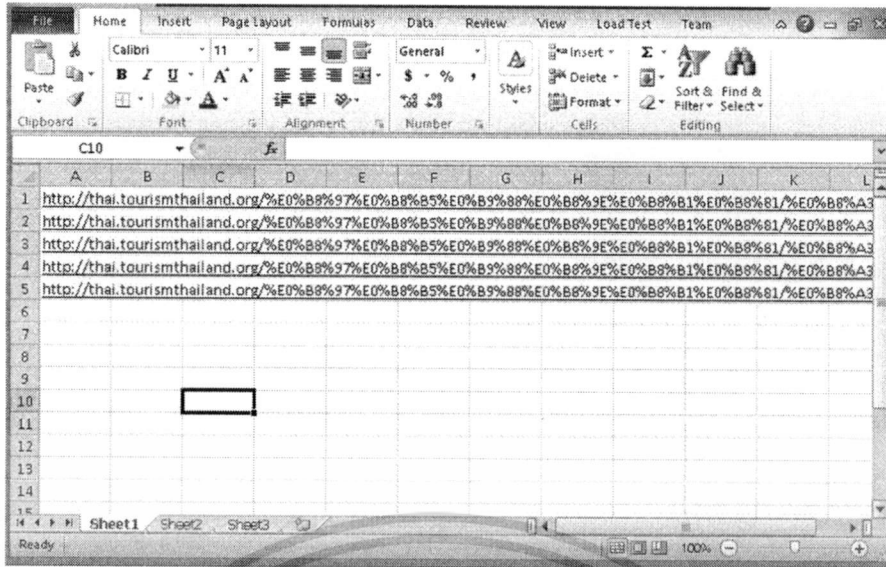 File Home Insert Page Layout Formulas Data Review View Load Test Team
Calibri 11 General Insert Σ
Paste B I U A A $ % , Styles Delete Sort & Find &
Format Filter Select
Clipboard Font Alignment Number Cells Editing
C10 fx
A B C D E F G H I J K L
1 http://thai.tourismthailand.org/%E0%B8%97%E0%B8%B5%E0%B9%88%E0%B8%9E%E0%B8%B1%E0%B8%81/%E0%B8%A3
2 http://thai.tourismthailand.org/%E0%B8%97%E0%B8%B5%E0%B9%88%E0%B8%9E%E0%B8%B1%E0%B8%81/%E0%B8%A3
3 http://thai.tourismthailand.org/%E0%B8%97%E0%B8%B5%E0%B9%88%E0%B8%9E%E0%B8%B1%E0%B8%81/%E0%B8%A3
4 http://thai.tourismthailand.org/%E0%B8%97%E0%B8%B5%E0%B9%88%E0%B8%9E%E0%B8%B1%E0%B8%81/%E0%B8%A3
5 http://thai.tourismthailand.org/%E0%B8%97%E0%B8%B5%E0%B9%88%E0%B8%9E%E0%B8%B1%E0%B8%81/%E0%B8%A3
6
7
8
9
10
11
12
13
14
15
Sheet1 Sheet2 Sheet3
Ready 100%